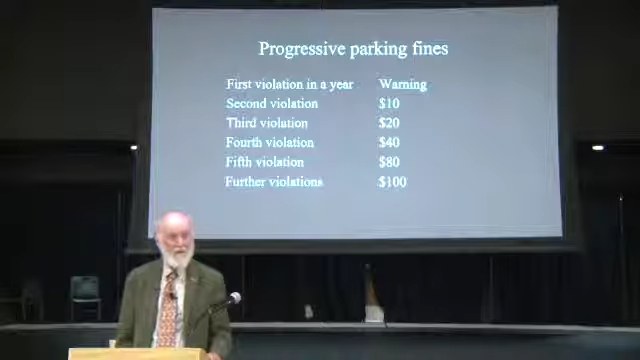 Progressive parking fines
First violation in a year Warning
Second violation $10
Third violation $20
Fourth violation $40
Fifth violation $80
Further violations $100